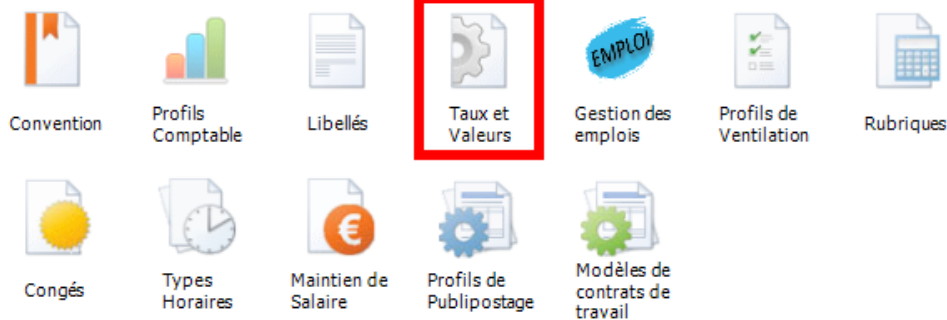 EMPLOI
Convention
Profils
Comptable
Libellés
Taux et
Valeurs
Gestion des
emplois
Profils de
Ventilation
Rubriques
€
Congés
Types
Horaires
Maintien de
Salaire
Profils de
Publipostage
Modèles de
contrats de
travail